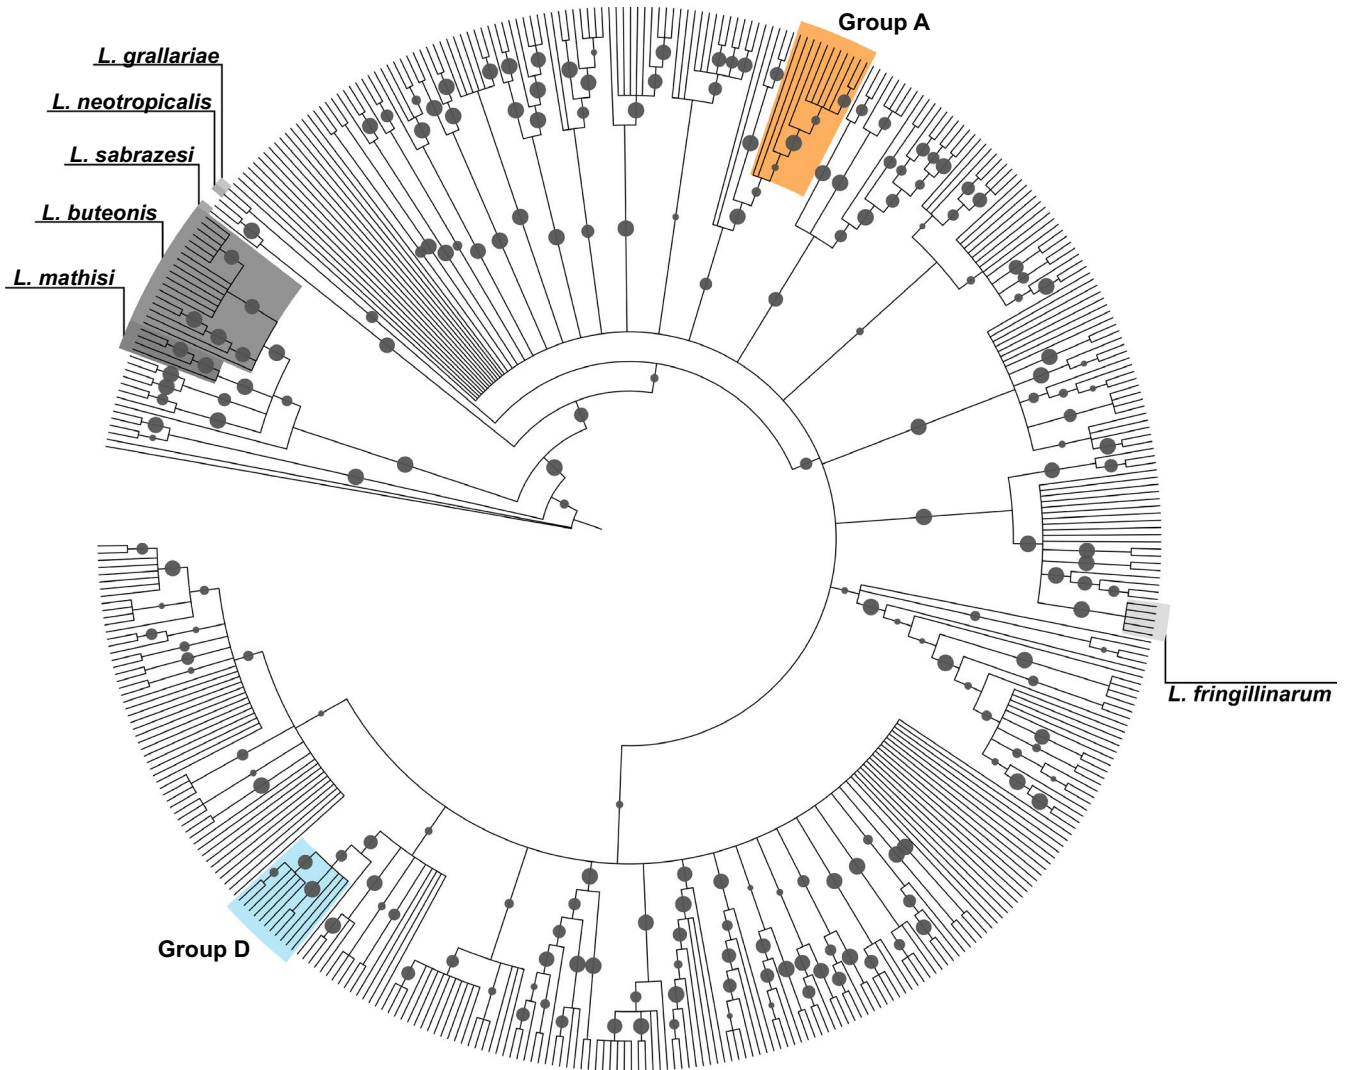 Group A
L. grallariae
L. neotropicalis
L. sabrazesi
L. buteonis
L. mathisi
L. fringillinarum
Group D